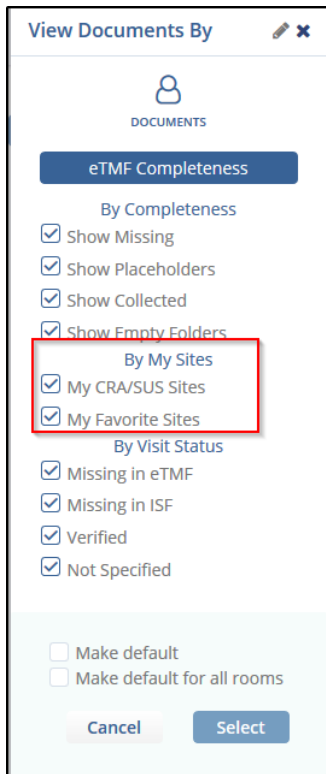 View Documents By
DOCUMENTS
eTMF Completeness
By Completeness
Show Missing
Show Placeholders
Show Collected
Show Empty Folders
By My Sites
My CRA/SUS Sites
My Favorite Sites
By Visit Status
Missing in eTMF
Missing in ISF
Verified
Not Specified
Make default
Make default for all rooms
Cancel Select